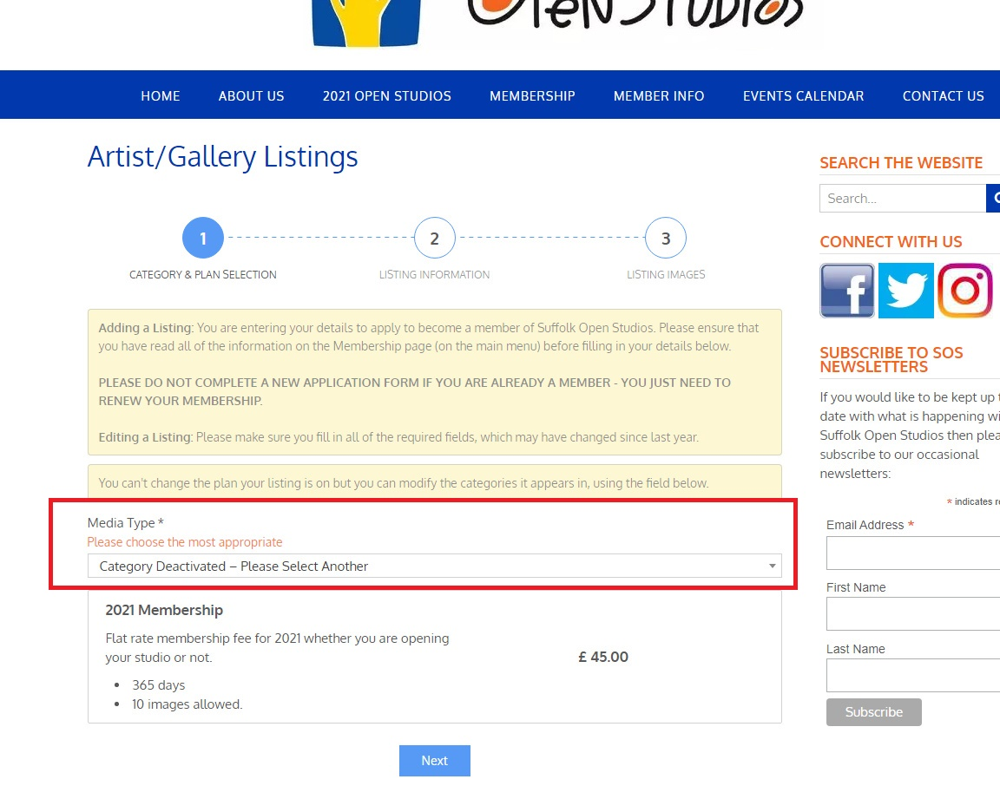 OPEN STUDIOS
HOME ABOUT US 2021 OPEN STUDIOS MEMBERSHIP MEMBER INFO EVENTS CALENDAR CONTACT US
Artist/Gallery Listings
1 2 3
CATEGORY & PLAN SELECTION LISTING INFORMATION LISTING IMAGES
Adding a Listing: You are entering your details to apply to become a member of Suffolk Open Studios. Please ensure that
you have read all of the information on the Membership page (on the main menu) before filling in your details below.
PLEASE DO NOT COMPLETE A NEW APPLICATION FORM IF YOU ARE ALREADY A MEMBER - YOU JUST NEED TO
RENEW YOUR MEMBERSHIP.
Editing a Listing: Please make sure you fill in all of the required fields, which may have changed since last year.
You can't change the plan your listing is on but you can modify the categories it appears in, using the field below.
Media Type *
Please choose the most appropriate
Category Deactivated – Please Select Another
2021 Membership
Flat rate membership fee for 2021 whether you are opening
your studio or not.
£ 45.00
• 365 days
• 10 images allowed.
Next
SEARCH THE WEBSITE
Search...
CONNECT WITH US
SUBSCRIBE TO SOS
NEWSLETTERS
If you would like to be kept up
date with what is happening
Suffolk Open Studios then
subscribe to our occasional
newsletters:
* indicates
Email Address *
First Name
Last Name
Subscribe